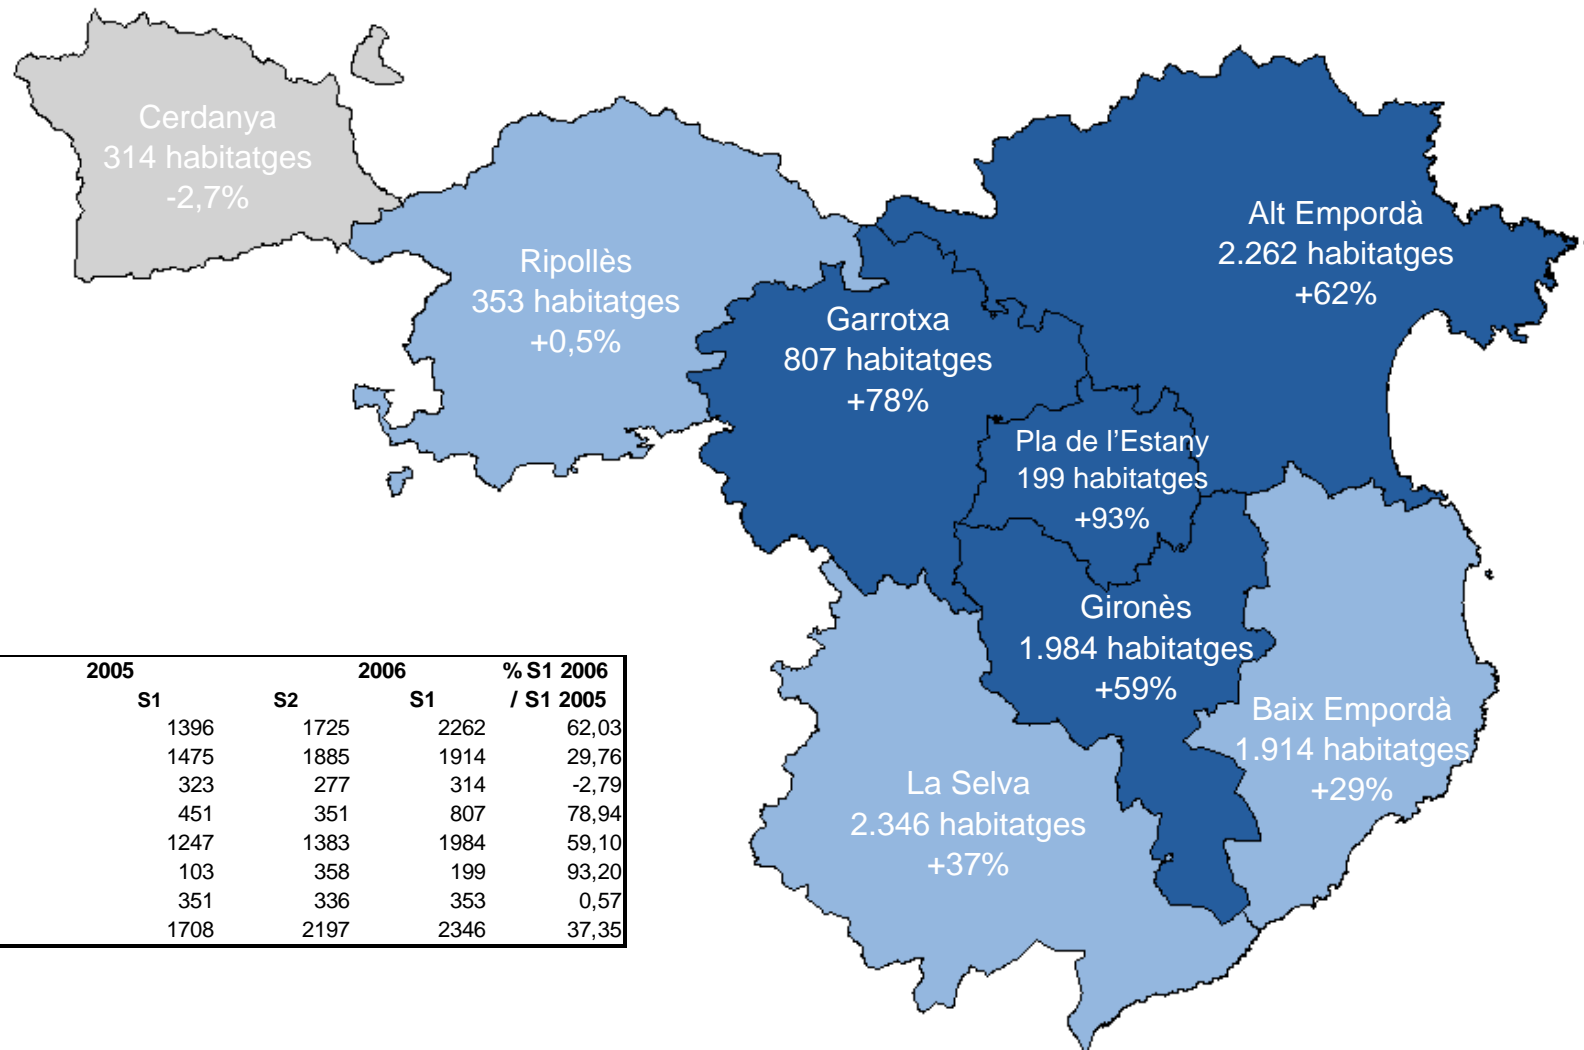 Cerdanya
314 habitatges
-2,7%
Ripollès
353 habitatges
+0,5%
Alt Empordà
2.262 habitatges
+62%
Garrotxa
807 habitatges
+78%
Pla de l'Estany
199 habitatges
+93%
Gironès
1.984 habitatges
+59%
Baix Empordà
1.914 habitatges
+29%
La Selva
2.346 habitatges
+37%
2005 2006 % S1 2006
S1 S2 S1 / S1 2005
1396 1725 2262 62,03
1475 1885 1914 29,76
323 277 314 -2,79
451 351 807 78,94
1247 1383 1984 59,10
103 358 199 93,20
351 336 353 0,57
1708 2197 2346 37,35